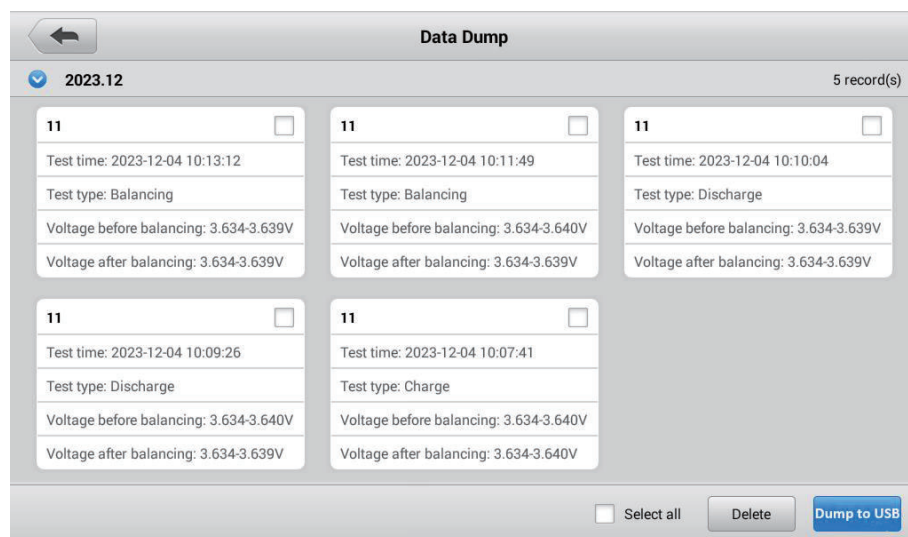 Data Dump
2023.12
5 record(s)
11
Test time: 2023-12-04 10:13:12
Test type: Balancing
Voltage before balancing: 3.634-3.639V
Voltage after balancing: 3.634-3.639V
11
Test time: 2023-12-04 10:11:49
Test type: Balancing
Voltage before balancing: 3.634-3.640V
Voltage after balancing: 3.634-3.639V
11
Test time: 2023-12-04 10:10:04
Test type: Discharge
Voltage before balancing: 3.634-3.639V
Voltage after balancing: 3.634-3.639V
11
Test time: 2023-12-04 10:09:26
Test type: Discharge
Voltage before balancing: 3.634-3.640V
Voltage after balancing: 3.634-3.639V
11
Test time: 2023-12-04 10:07:41
Test type: Charge
Voltage before balancing: 3.634-3.640V
Voltage after balancing: 3.634-3.640V
Select all
Delete
Dump to USB